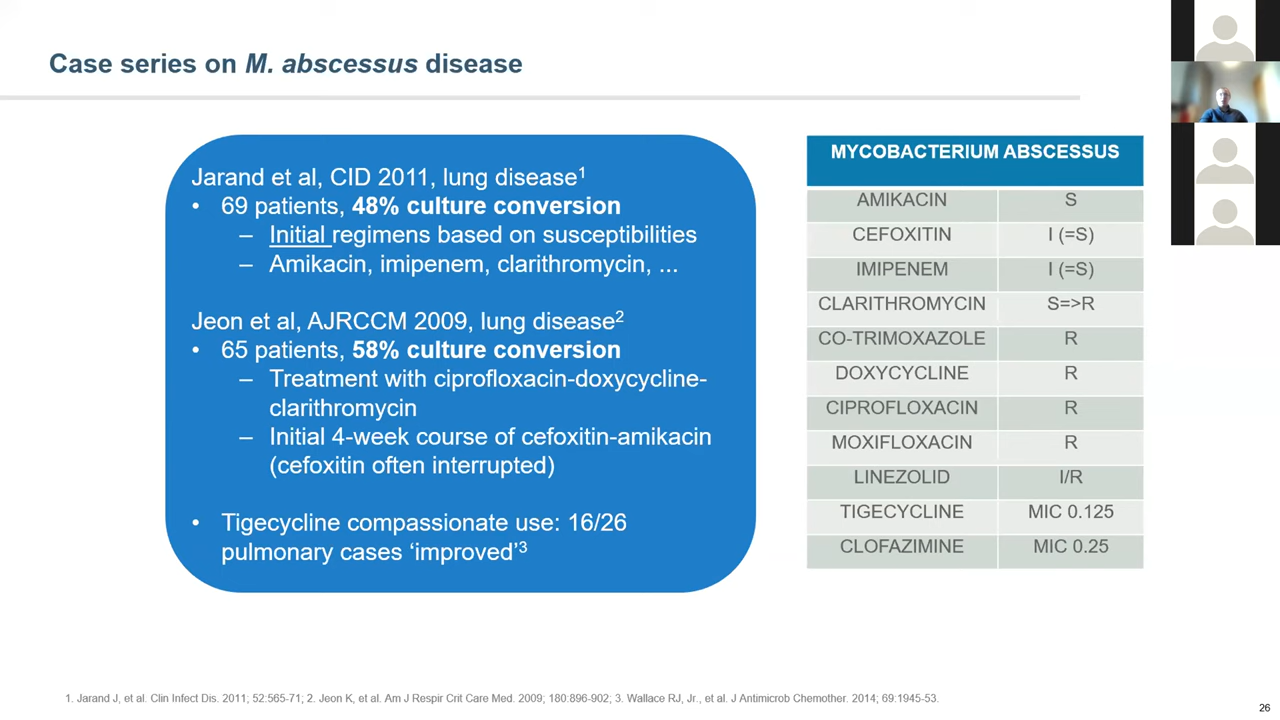 Case series on M. abscessus disease
Jarand et al, CID 2011, lung disease1
• 69 patients, 48% culture conversion
– Initial regimens based on susceptibilities
– Amikacin, imipenem, clarithromycin, ...
Jeon et al, AJRCCM 2009, lung disease2
• 65 patients, 58% culture conversion
– Treatment with ciprofloxacin-doxycycline-
clarithromycin
– Initial 4-week course of cefoxitin-amikacin
(cefoxitin often interrupted)
• Tigecycline compassionate use: 16/26
pulmonary cases ‘improved’3
MYCOBACTERIUM ABSCESSUS
AMIKACIN S
CEFOXITIN I (=S)
IMIPENEM I (=S)
CLARITHROMYCIN S=>R
CO-TRIMOXAZOLE R
DOXYCYCLINE R
CIPROFLOXACIN R
MOXIFLOXACIN R
LINEZOLID I/R
TIGECYCLINE MIC 0.125
CLOFAZIMINE MIC 0.25
1. Jarand J, et al. Clin Infect Dis. 2011; 52:565-71; 2. Jeon K, et al. Am J Respir Crit Care Med. 2009; 180:896-902; 3. Wallace RJ, Jr., et al. J Antimicrob Chemother. 2014; 69:1945-53.
26